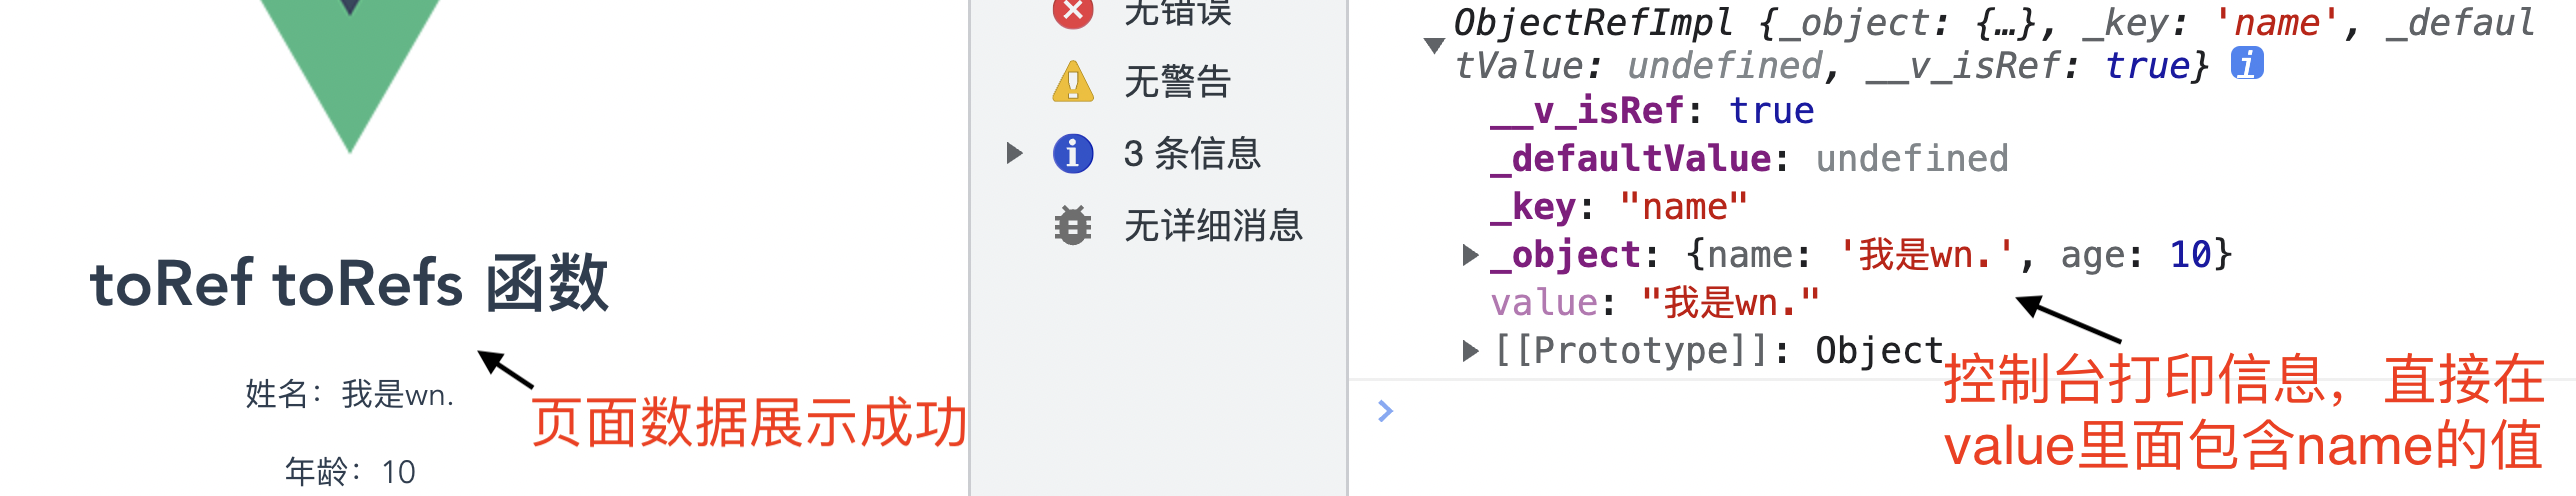 toRef toRefs 函数
姓名：我是wn.
年龄：10
页面数据展示成功
无错误
无警告
3 条信息
无详细消息
ObjectRefImpl {_object: {…}, _key: 'name', _defaul
tValue: undefined, __v_isRef: true}
__v_isRef: true
_defaultValue: undefined
_key: "name"
_object: {name: '我是wn.', age: 10}
value: "我是wn."
[[Prototype]]: Object
控制台打印信息，直接在
value里面包含name的值